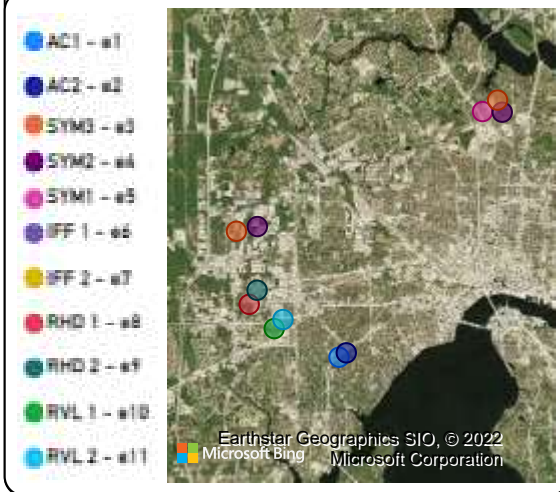 AC1 - e1
AC2 - e2
SYM3 - e3
SYM2 - e4
SYM1 - e5
IFF 1 - e6
IFF 2 - e7
RHD 1 - e8
RHD 2 - e9
RVL 1 - e10
RVL 2 - e11
Earthstar Geographics SIO, © 2022
Microsoft Bing
Microsoft Corporation